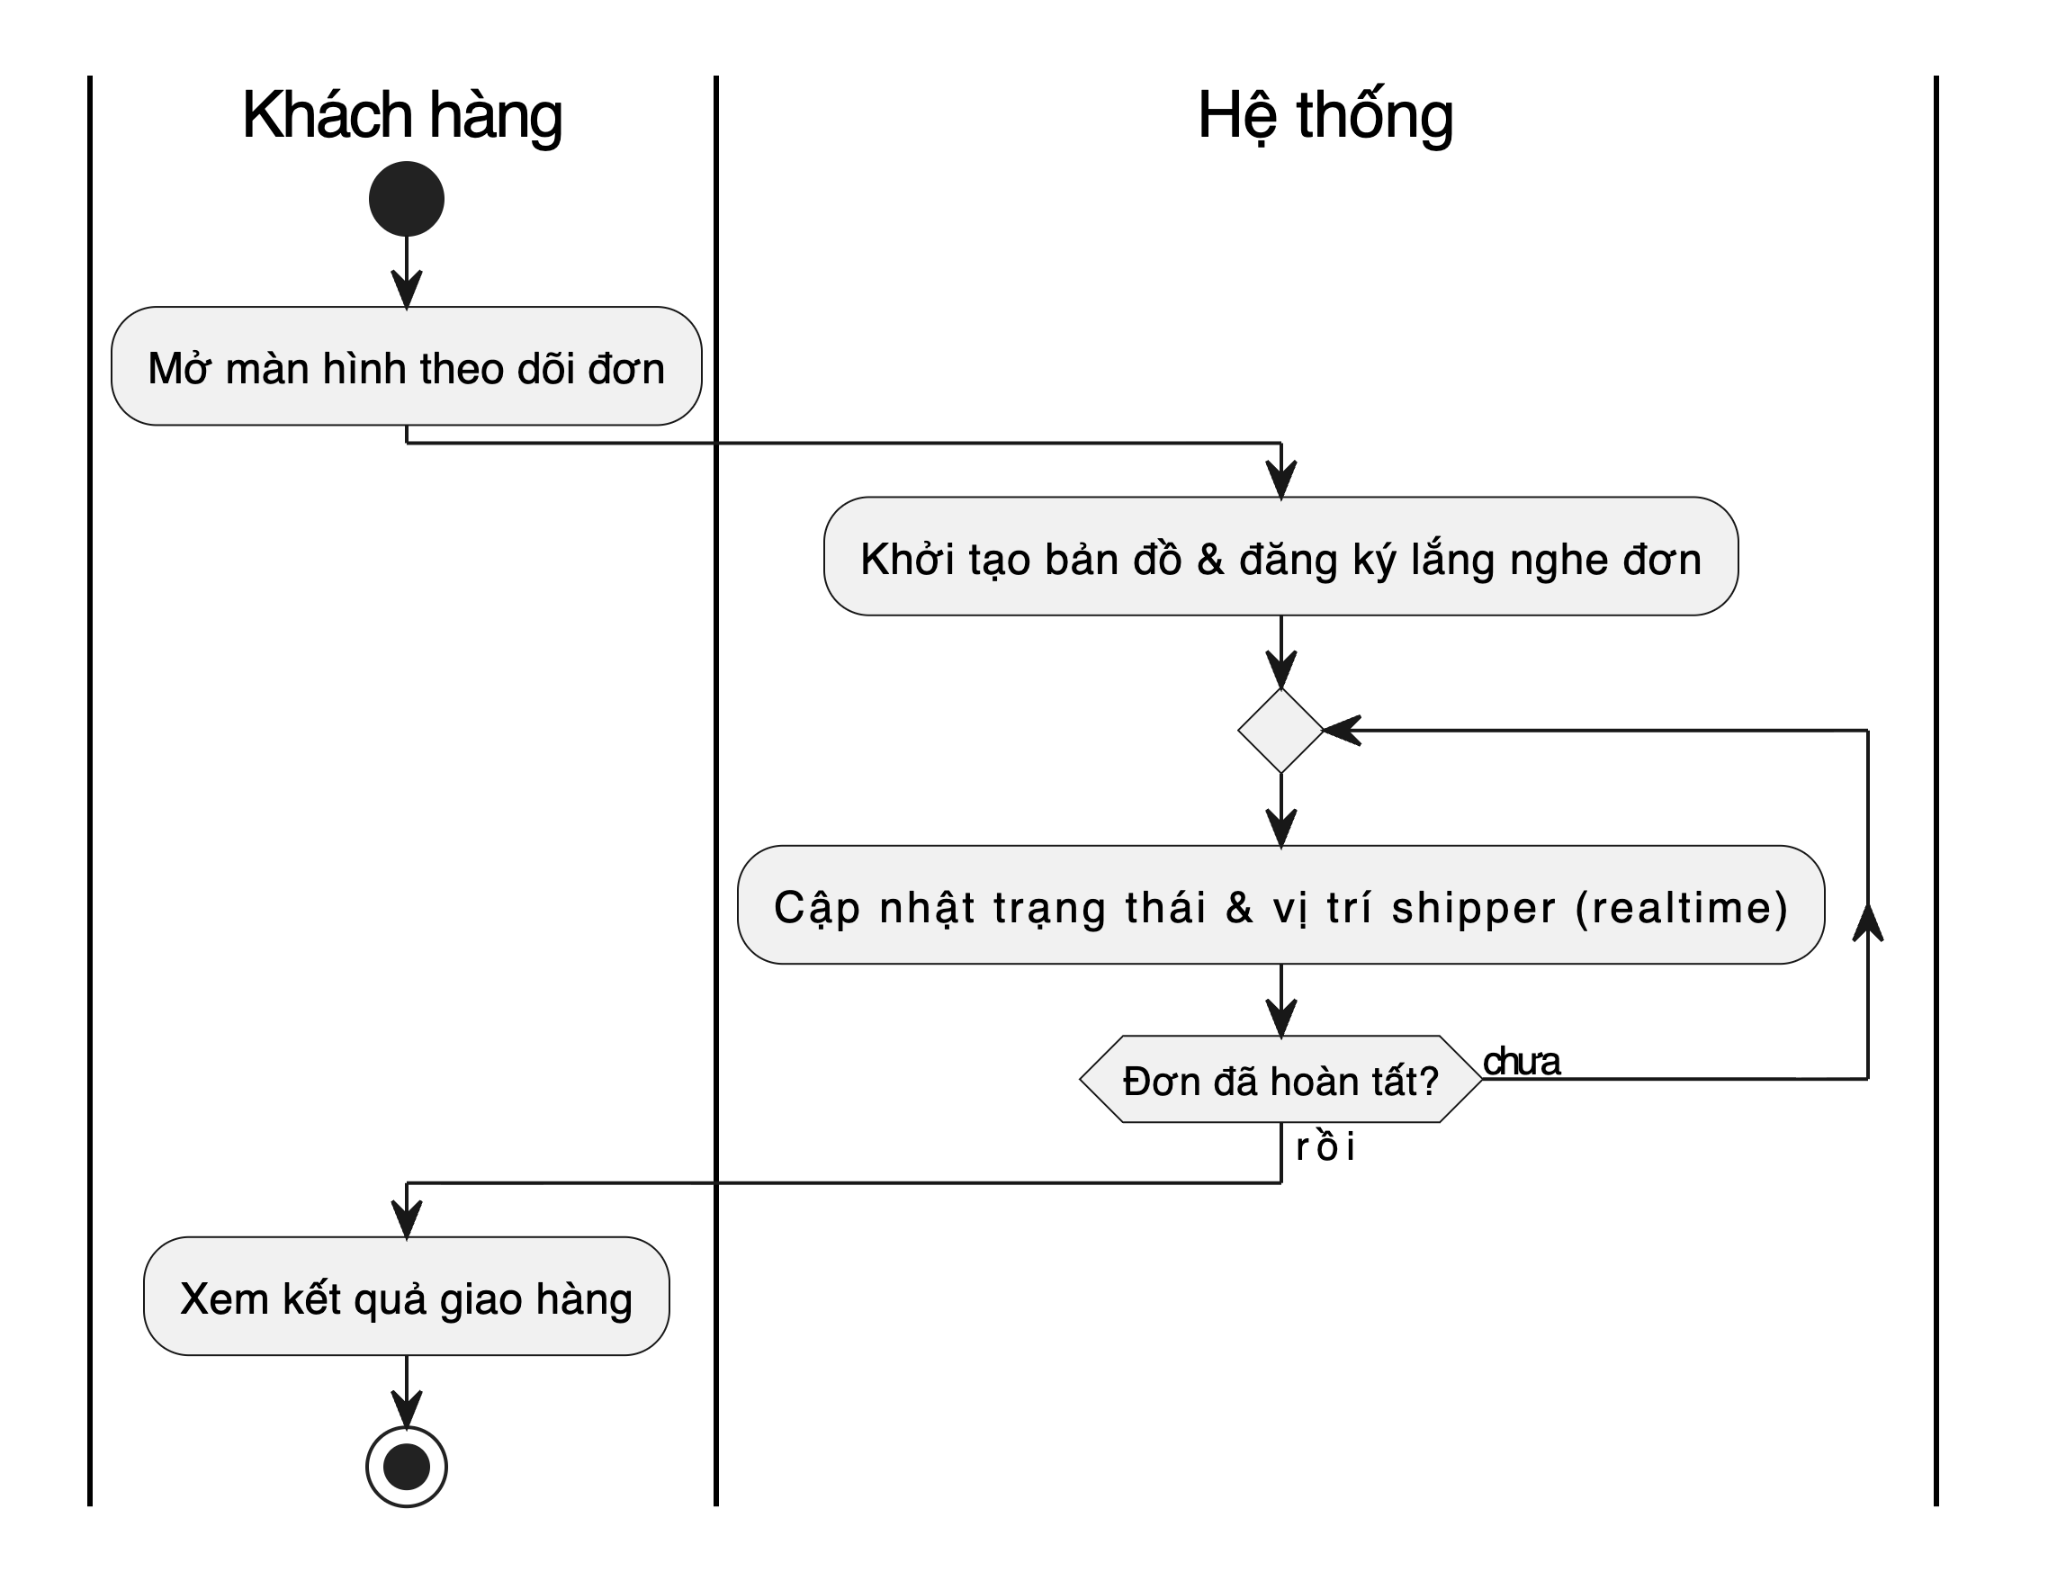 Khách hàng
Hệ thống
Mở màn hình theo dõi đơn
Khởi tạo bản đồ & đăng ký lắng nghe đơn
Cập nhật trạng thái & vị trí shipper (realtime)
Đơn đã hoàn tất?
chưa
rồi
Xem kết quả giao hàng